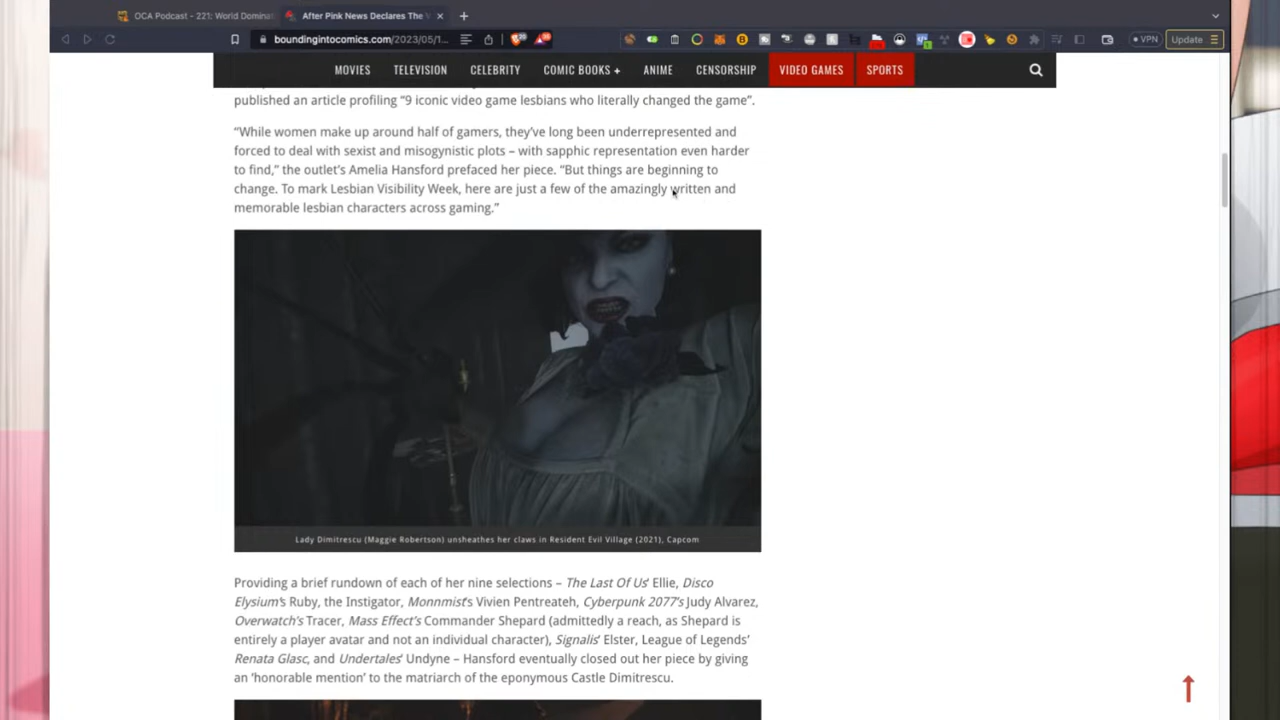 OCA Podcast - 221: World Domina
After Pink News Declares The V
boundingintocomics.com/2023/05/1...
VPN
Update
MOVIES
TELEVISION
CELEBRITY
COMIC BOOKS +
ANIME
CENSORSHIP
VIDEO GAMES
SPORTS
published an article profiling “9 iconic video game lesbians who literally changed the game”.
“While women make up around half of gamers, they’ve long been underrepresented and
forced to deal with sexist and misogynistic plots – with sapphic representation even harder
to find,” the outlet’s Amelia Hansford prefaced her piece. “But things are beginning to
change. To mark Lesbian Visibility Week, here are just a few of the amazingly written and
memorable lesbian characters across gaming.”
Lady Dimitrescu (Maggie Robertson) unsheathes her claws in Resident Evil Village (2021), Capcom
Providing a brief rundown of each of her nine selections – The Last Of Us’ Ellie, Disco
Elysium’s Ruby, the Instigator, Monnmist’s Vivien Pentreateh, Cyberpunk 2077’s Judy Alvarez,
Overwatch’s Tracer, Mass Effect’s Commander Shepard (admittedly a reach, as Shepard is
entirely a player avatar and not an individual character), Signalis’ Elster, League of Legends’
Renata Glasc, and Undertales’ Undyne – Hansford eventually closed out her piece by giving
an ‘honorable mention’ to the matriarch of the eponymous Castle Dimitrescu.